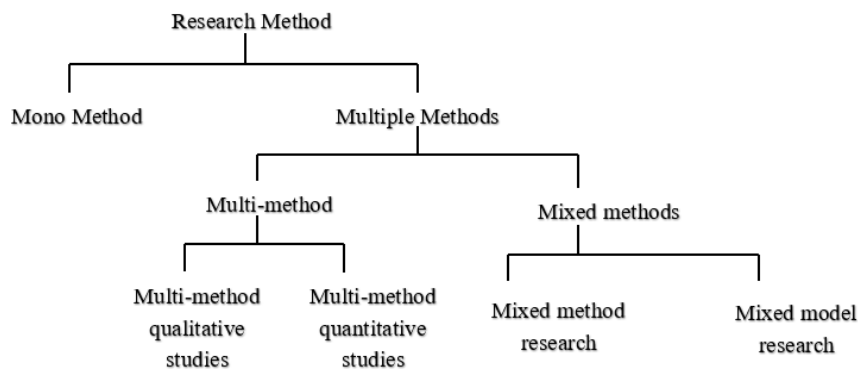 Research Method
Mono Method
Multiple Methods
Multi-method
Mixed methods
Multi-method
qualitative
studies
Multi-method
quantitative
studies
Mixed method
research
Mixed model
research